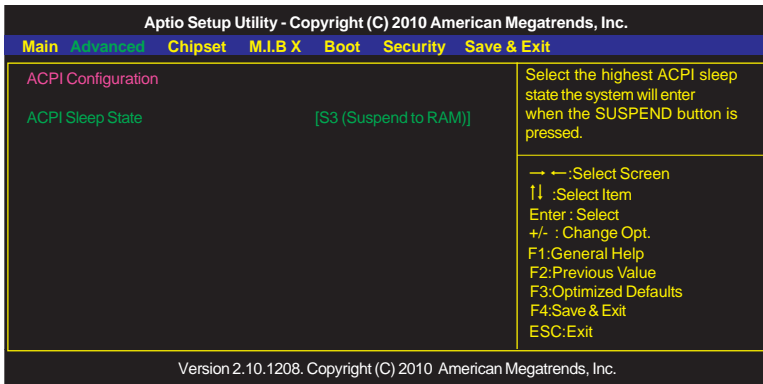 Aptio Setup Utility - Copyright (C) 2010 American Megatrends, Inc.
Main Advanced Chipset M.I.B X Boot Security Save & Exit
ACPI Configuration
ACPI Sleep State [S3 (Suspend to RAM)]
Select the highest ACPI sleep
state the system will enter
when the SUSPEND button is
pressed.
→ ←:Select Screen
↑↓ :Select Item
Enter : Select
+/- : Change Opt.
F1:General Help
F2:Previous Value
F3:Optimized Defaults
F4:Save & Exit
ESC:Exit
Version 2.10.1208. Copyright (C) 2010 American Megatrends, Inc.